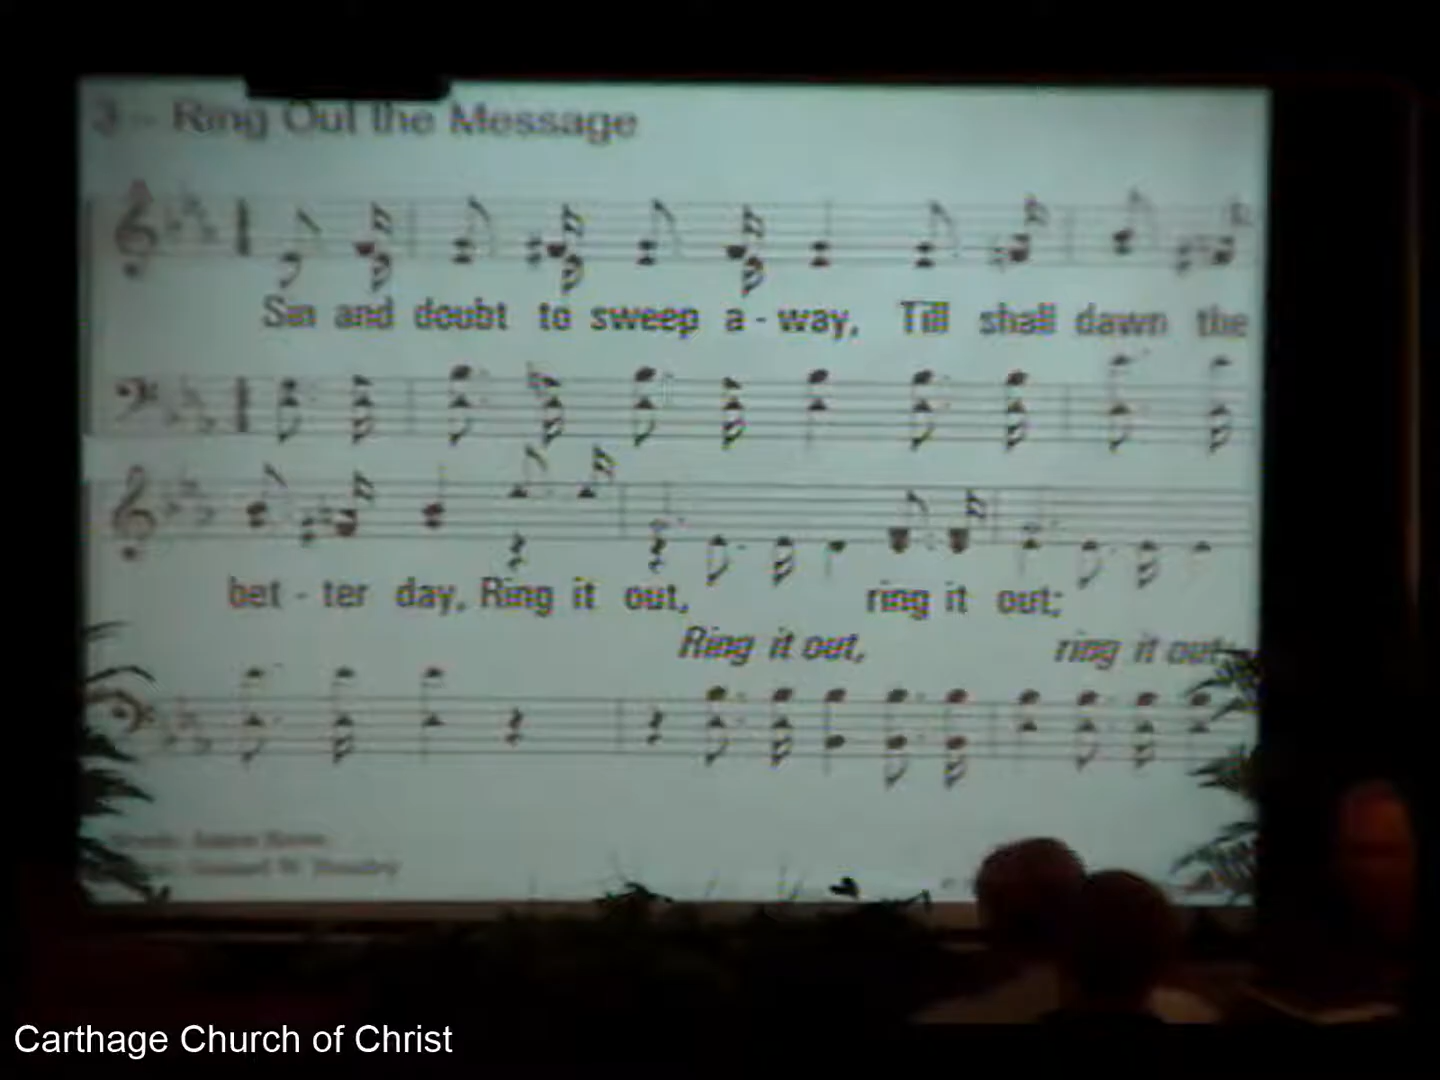 3 – Ring Out the Message
Sin and doubt to sweep a - way, Till shall dawn the
bet - ter day, Ring it out, ring it out;
Ring it out, ring it out;
Carthage Church of Christ